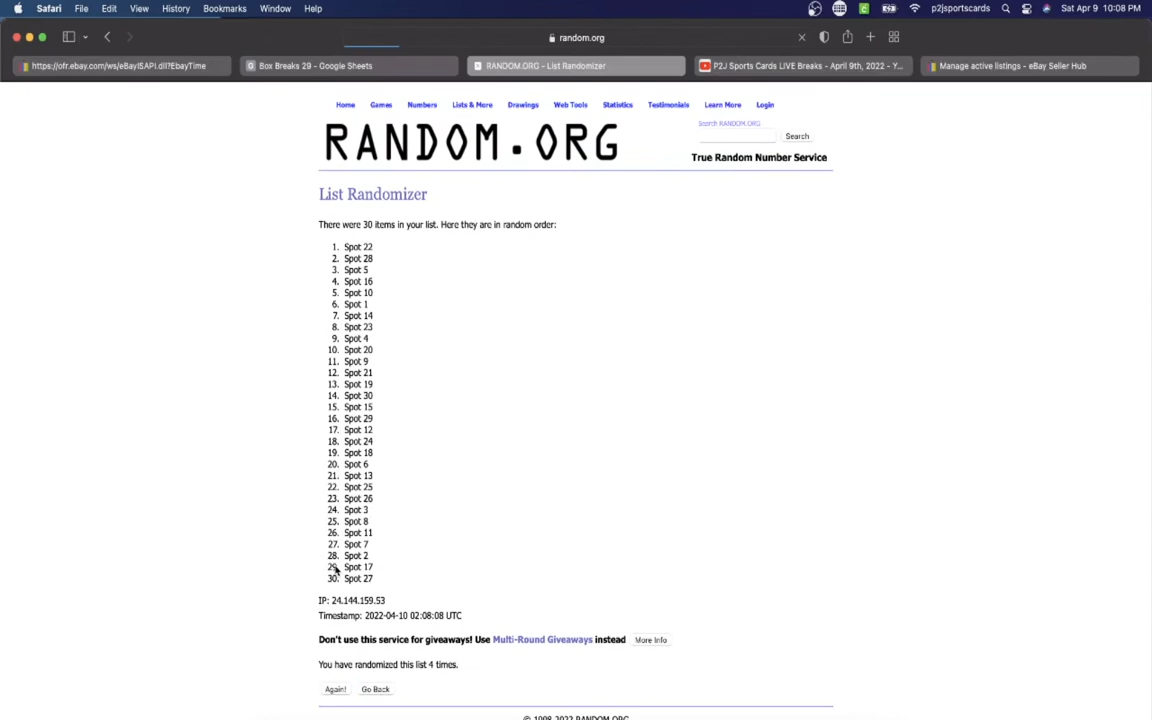 Safari File Edit View History Bookmarks Window Help p2jsportscards Sat Apr 9 10:08 PM
random.org
https://ofr.ebay.com/ws/eBayISAPI.dll?EbayTime Box Breaks 29 - Google Sheets RANDOM.ORG - List Randomizer P2J Sports Cards LIVE Breaks - April 9th, 2022 - Y... Manage active listings - eBay Seller Hub
Home Games Numbers Lists & More Drawings Web Tools Statistics Testimonials Learn More Login
Search RANDOM.ORG
RANDOM.ORG
Search
True Random Number Service
List Randomizer
There were 30 items in your list. Here they are in random order:
1. Spot 22
2. Spot 28
3. Spot 5
4. Spot 16
5. Spot 10
6. Spot 1
7. Spot 14
8. Spot 23
9. Spot 4
10. Spot 20
11. Spot 9
12. Spot 21
13. Spot 19
14. Spot 30
15. Spot 15
16. Spot 29
17. Spot 12
18. Spot 24
19. Spot 18
20. Spot 6
21. Spot 13
22. Spot 25
23. Spot 26
24. Spot 3
25. Spot 8
26. Spot 11
27. Spot 7
28. Spot 2
29. Spot 17
30. Spot 27
IP: 24.144.159.53
Timestamp: 2022-04-10 02:08:08 UTC
Don't use this service for giveaways! Use Multi-Round Giveaways instead More Info
You have randomized this list 4 times.
Again! Go Back
© 1998-2022 RANDOM.ORG